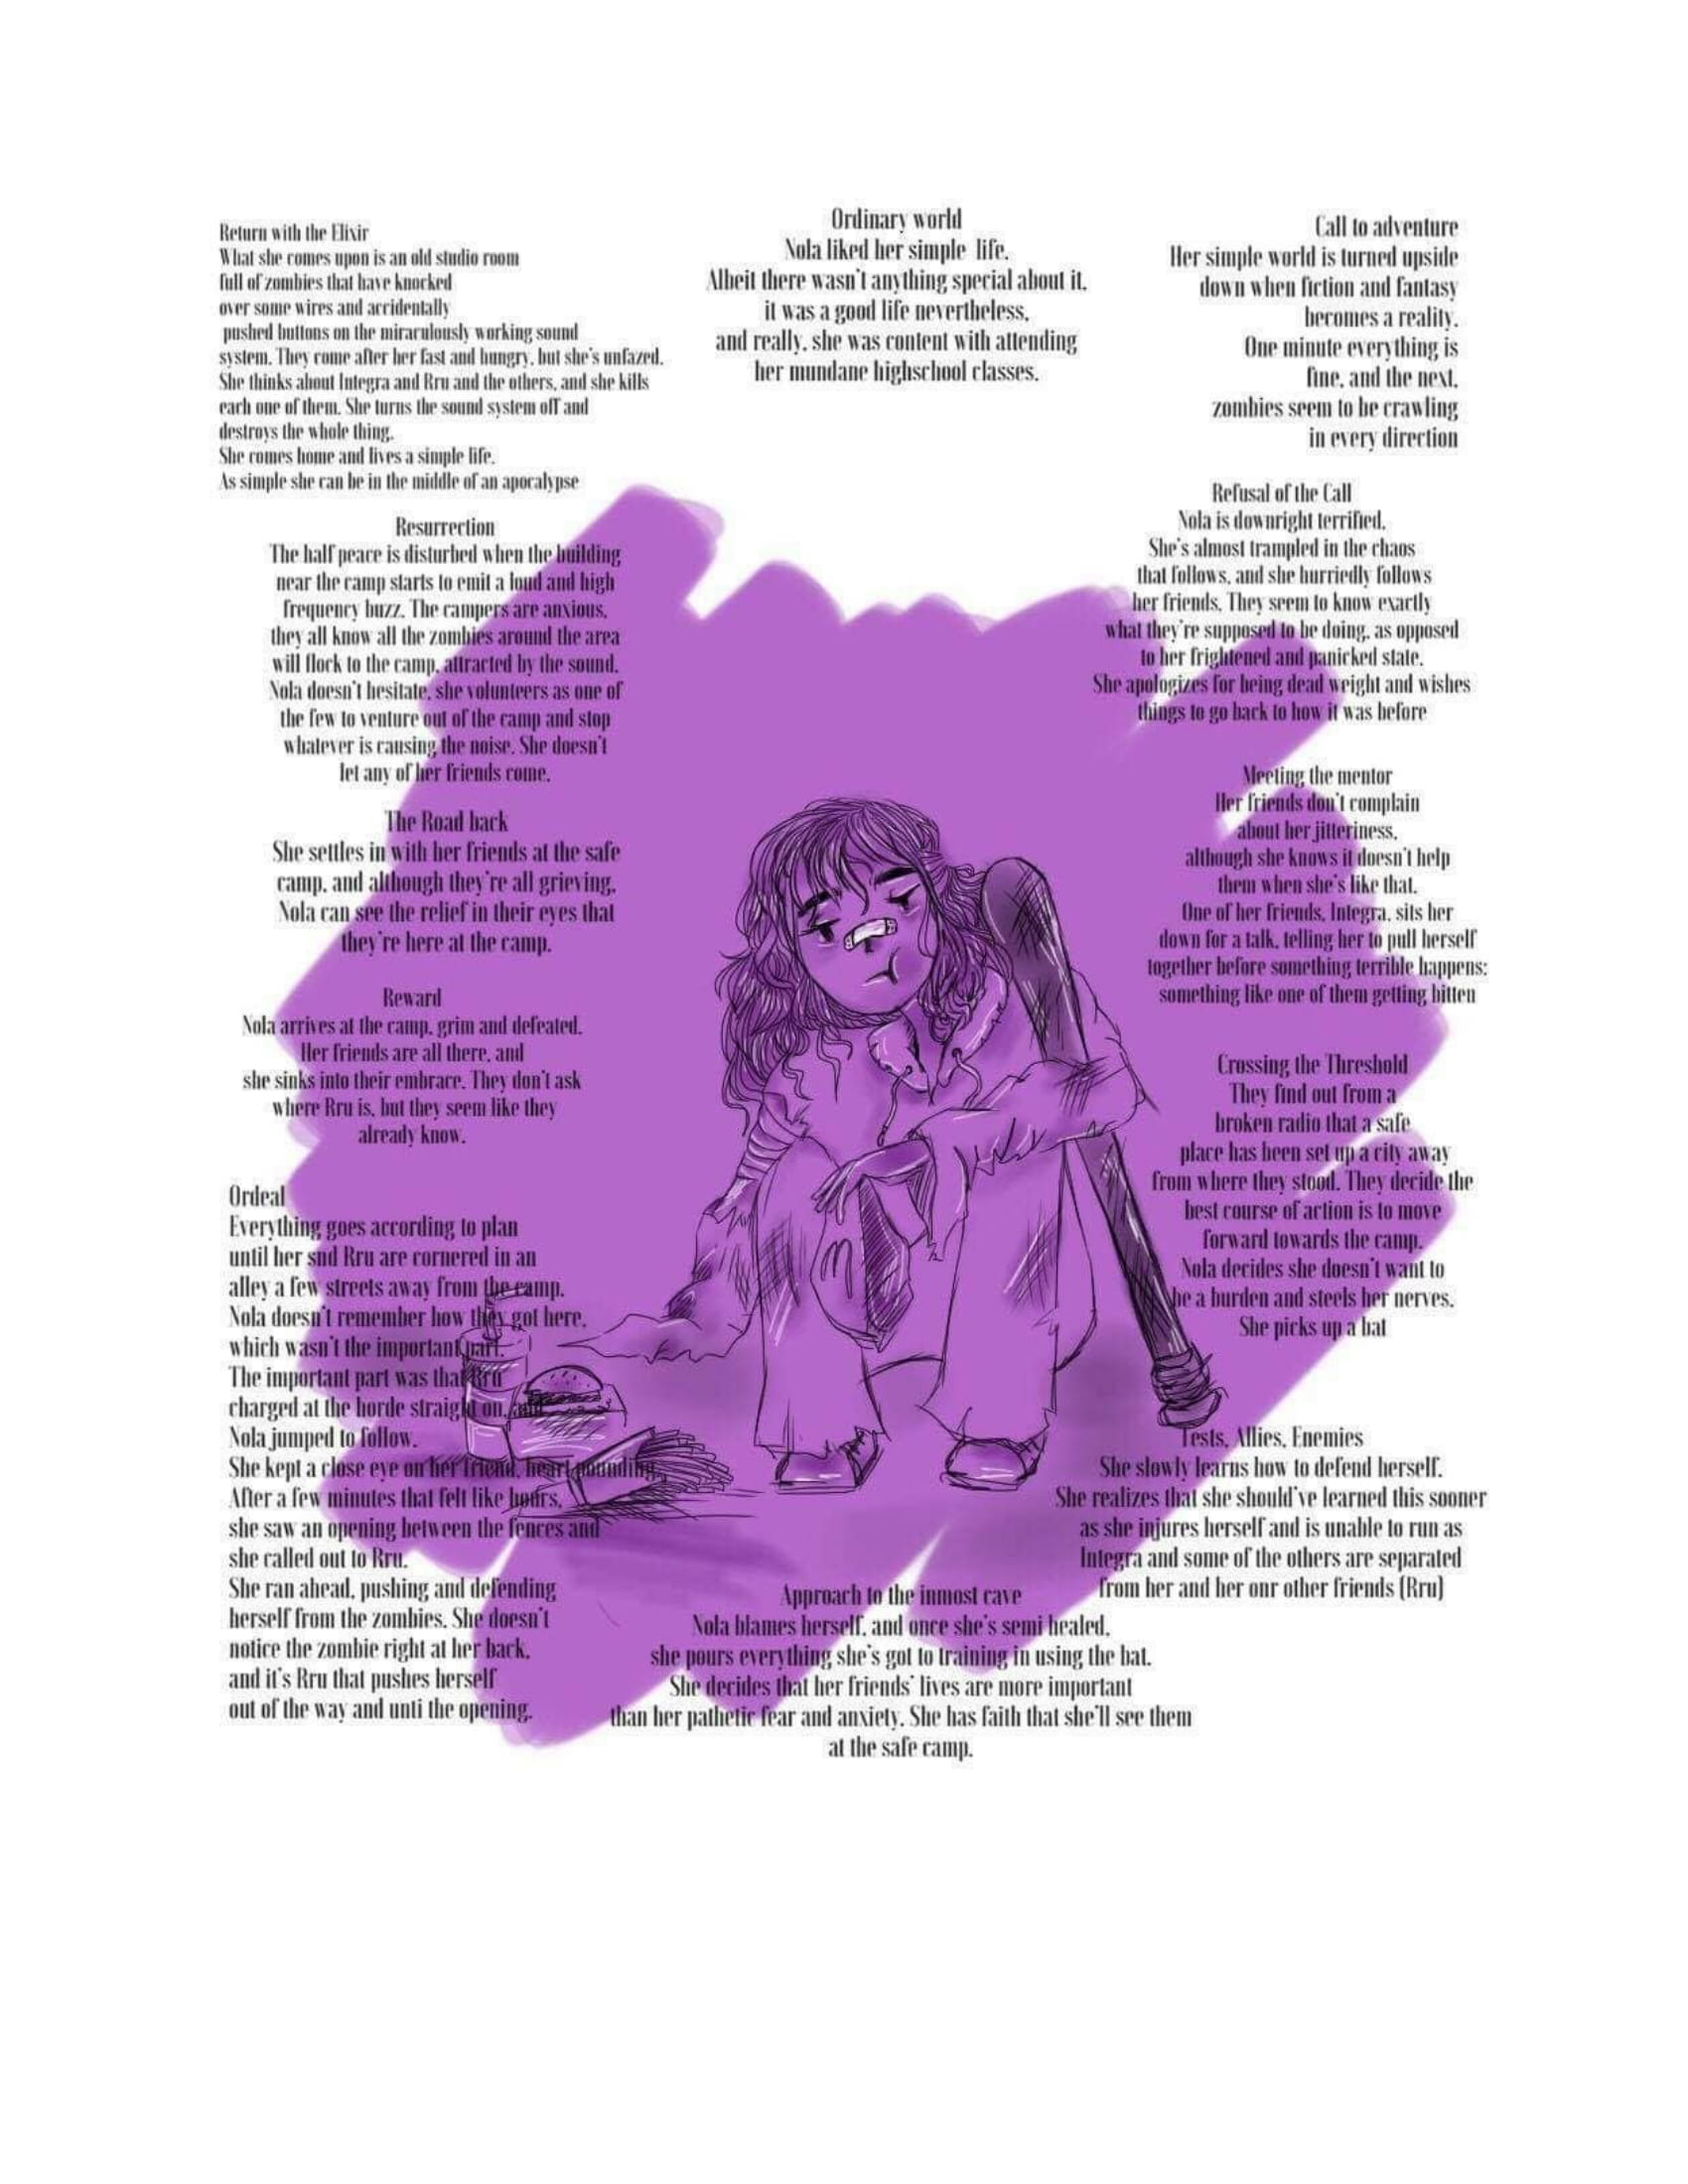 Ordinary world
Nola liked her simple life.
Albeit there wasn't anything special about it,
it was a good life nevertheless,
and really, she was content with attending
her mundane highschool classes.
Call to adventure
Her simple world is turned upside
down when fiction and fantasy
becomes a reality.
One minute everything is
fine, and the next,
zombies seem to be crawling
in every direction
Refusal of the Call
Nola is downright terrified.
She's almost trampled in the chaos
that follows, and she hurriedly follows
her friends. They seem to know exactly
what they're supposed to be doing, as opposed
to her frightened and panicked state.
She apologizes for being dead weight and wishes
things to go back to how it was before
Meeting the mentor
Her friends don't complain
about her jitteriness,
although she knows it doesn't help
them when she's like that.
One of her friends, Integra, sits her
down for a talk, telling her to pull herself
together before something terrible happens;
something like one of them getting bitten
Crossing the Threshold
They find out from a
broken radio that a safe
place has been set up a city away
from where they stood. They decide the
best course of action is to move
forward towards the camp.
Nola decides she doesn't want to
be a burden and steels her nerves.
She picks up a bat
Tests, Allies, Enemies
She slowly learns how to defend herself.
She realizes that she should've learned this sooner
as she injures herself and is unable to run as
Integra and some of the others are separated
from her and her onr other friends (Rru)
Approach to the inmost cave
Nola blames herself, and once she's semi healed,
she pours everything she's got to training in using the bat.
She decides that her friends' lives are more important
than her pathetic fear and anxiety. She has faith that she'll see them
at the safe camp.
Ordeal
Everything goes according to plan
until her snd Rru are cornered in an
alley a few streets away from the camp.
Nola doesn't remember how they got here,
which wasn't the important part.
The important part was that Rru
charged at the horde straight on, and
Nola jumped to follow.
She kept a close eye on her friend, heart pounding.
After a few minutes that felt like hours,
she saw an opening between the fences and
she called out to Rru.
She ran ahead, pushing and defending
herself from the zombies. She doesn't
notice the zombie right at her back,
and it's Rru that pushes herself
out of the way and unti the opening.
Reward
Nola arrives at the camp, grim and defeated.
Her friends are all there, and
she sinks into their embrace. They don't ask
where Rru is, but they seem like they
already know.
The Road back
She settles in with her friends at the safe
camp, and although they're all grieving,
Nola can see the relief in their eyes that
they're here at the camp.
Resurrection
The half peace is disturbed when the building
near the camp starts to emit a loud and high
frequency buzz. The campers are anxious,
they all know all the zombies around the area
will flock to the camp, attracted by the sound.
Nola doesn't hesitate, she volunteers as one of
the few to venture out of the camp and stop
whatever is causing the noise. She doesn't
let any of her friends come.
Return with the Elixir
What she comes upon is an old studio room
full of zombies that have knocked
over some wires and accidentally
pushed buttons on the miraculously working sound
system. They come after her fast and hungry, but she's unfazed.
She thinks about Integra and Rru and the others, and she kills
each one of them. She turns the sound system off and
destroys the whole thing.
She comes home and lives a simple life.
As simple she can be in the middle of an apocalypse